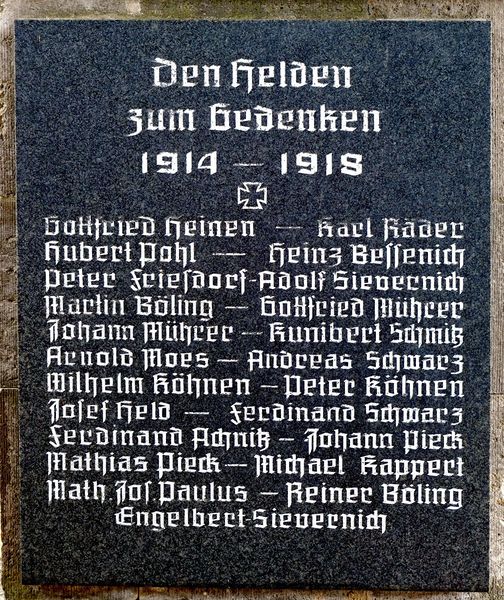 Den Helden
zum Gedenken
1914 – 1918
Gottfried Heinen — Karl Räder
Hubert Pohl — Heinz Bessenich
Peter Friesdorf-Adolf Sievernich
Martin Böling — Gottfried Mührer
Johann Mührer – Kunibert Schmitz
Arnold Moes – Andreas Schwarz
Wilhelm Köhnen – Peter Köhnen
Josef Held — Ferdinand Schwarz
Ferdinand Achnitz – Johann Pieck
Mathias Pieck – Michael Kappert
Math. Jos. Paulus – Reiner Böling
Engelbert-Sievernich